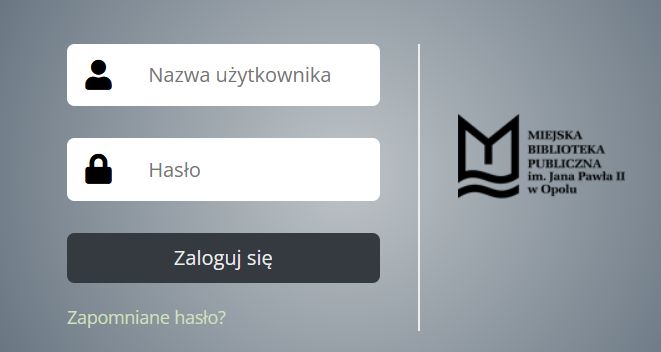 Nazwa użytkownika
Hasło
Zaloguj się
Zapomniane hasło?
MIEJSKA
BIBLIOTEKA
PUBLICZNA
im. Jana Pawła II
w Opolu